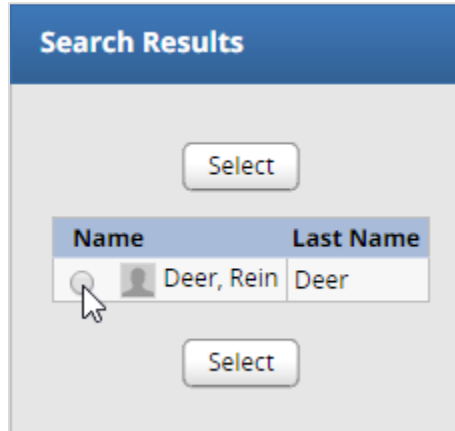 Search Results
Select
Name Last Name
Deer, Rein Deer
Select